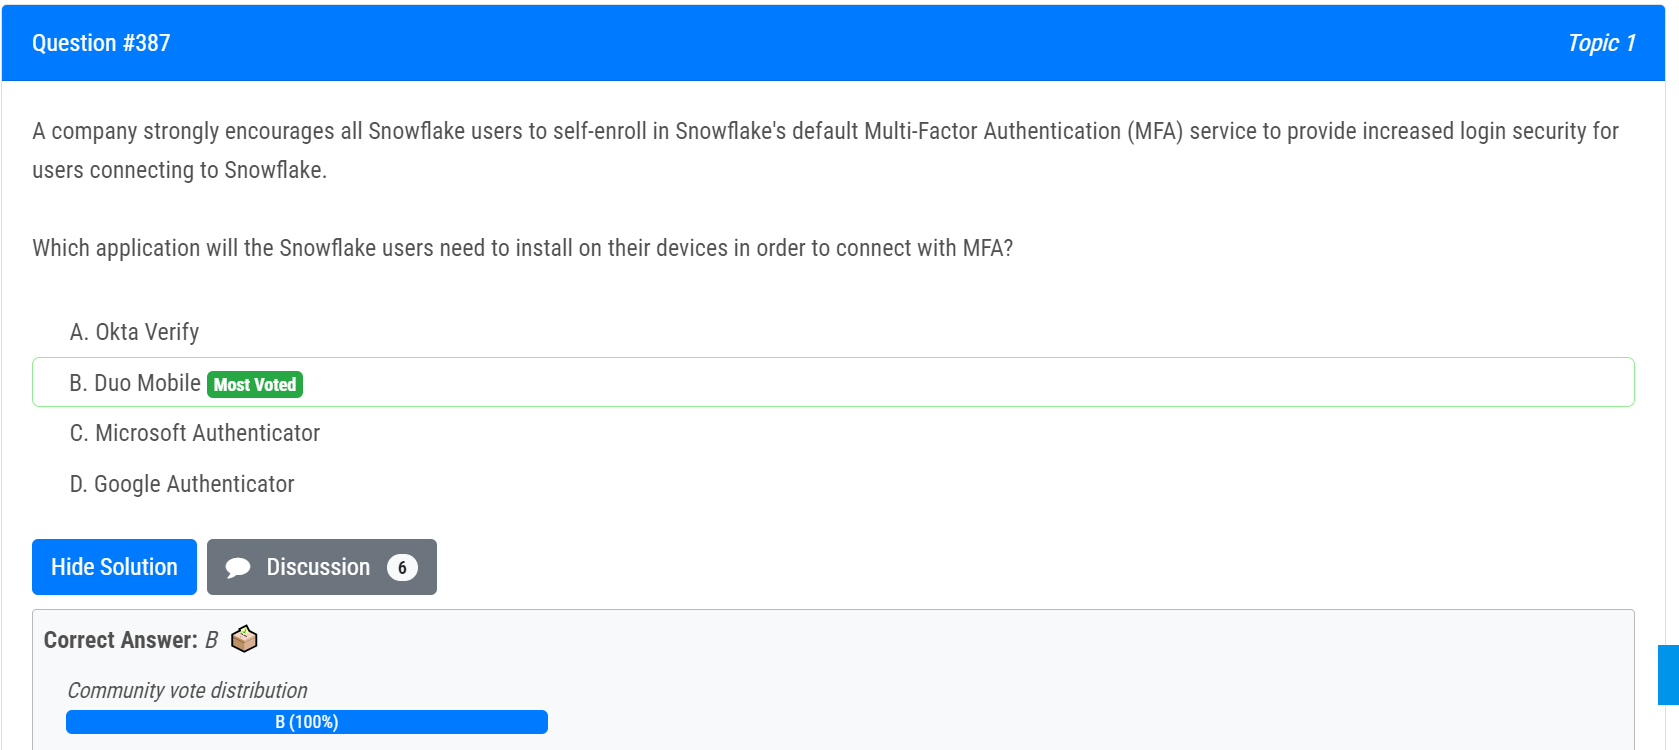 Question #387
Topic 1
A company strongly encourages all Snowflake users to self-enroll in Snowflake's default Multi-Factor Authentication (MFA) service to provide increased login security for
users connecting to Snowflake.
Which application will the Snowflake users need to install on their devices in order to connect with MFA?
A. Okta Verify
B. Duo Mobile Most Voted
C. Microsoft Authenticator
D. Google Authenticator
Hide Solution Discussion 6
Correct Answer: B
Community vote distribution
B (100%)